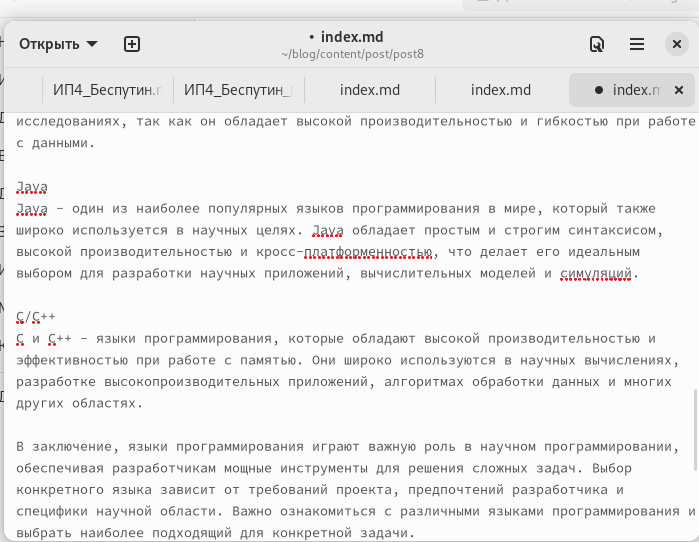 Открыть
index.md
~/blog/content/post/post8
ИП4_Беспутин.
ИП4_Беспутин_
index.md
index.md
index.m
исследованиях, так как он обладает высокой производительностью и гибкостью при работе
с данными.
Java
Java – один из наиболее популярных языков программирования в мире, который также
широко используется в научных целях. Java обладает простым и строгим синтаксисом,
высокой производительностью и кросс-платформенностью, что делает его идеальным
выбором для разработки научных приложений, вычислительных моделей и симуляций.
C/C++
C и C++ – языки программирования, которые обладают высокой производительностью и
эффективностью при работе с памятью. Они широко используются в научных вычислениях,
разработке высокопроизводительных приложений, алгоритмах обработки данных и многих
других областях.
В заключение, языки программирования играют важную роль в научном программировании,
обеспечивая разработчикам мощные инструменты для решения сложных задач. Выбор
конкретного языка зависит от требований проекта, предпочтений разработчика и
специфики научной области. Важно ознакомиться с различными языками программирования и
выбрать наиболее подходящий для конкретной задачи.